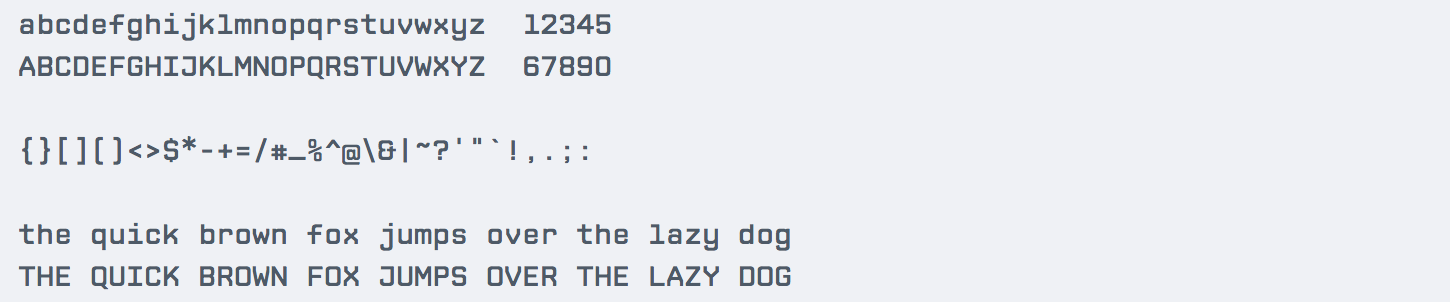 abcdefghijklmnopqrstuvwxyz  12345
ABCDEFGHIJKLMNOPQRSTUVWXYZ  67890
{}[][]<>$*-+=/#_%^@\&|~?'"`!,.;:
the quick brown fox jumps over the lazy dog
THE QUICK BROWN FOX JUMPS OVER THE LAZY DOG